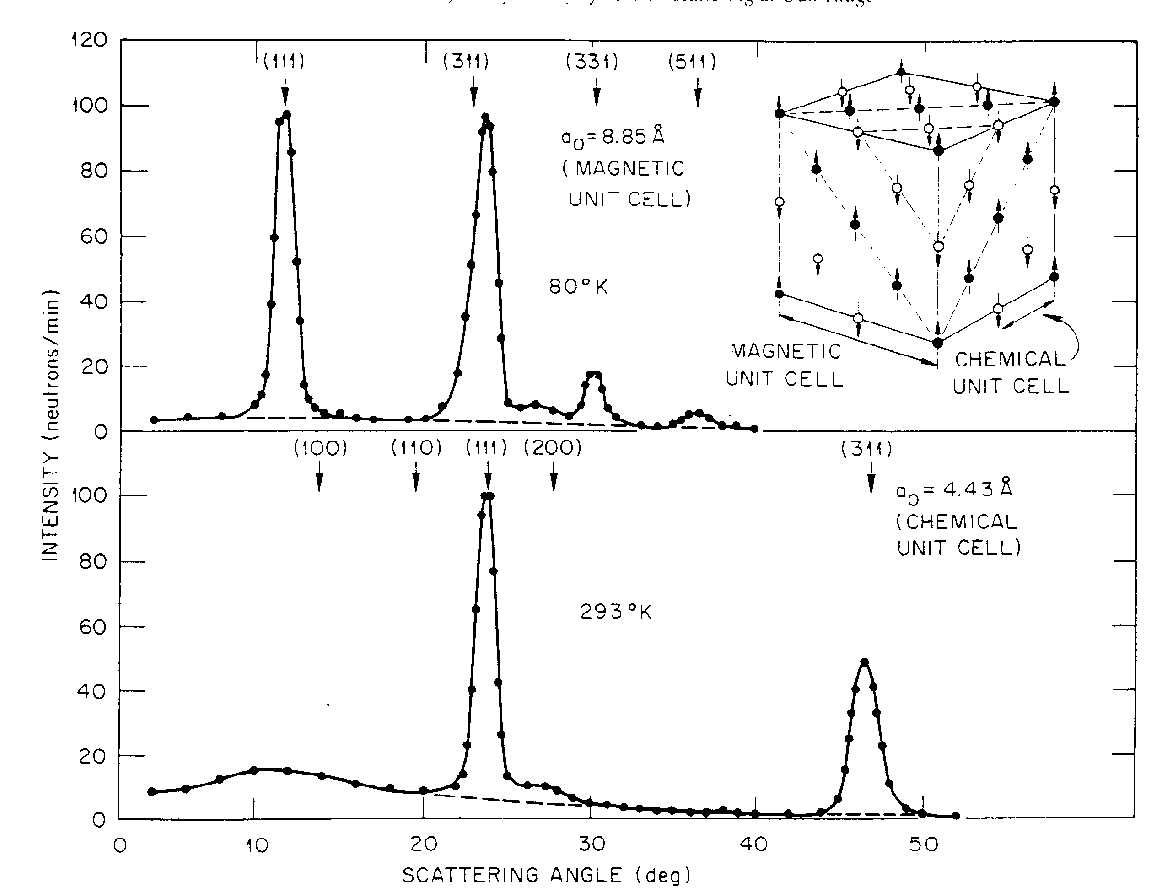 120
100
80
60
40
20
0
(111)
(311)
(331)
(511)
a0 = 8.85 Å
(MAGNETIC
UNIT CELL)
80°K
MAGNETIC
UNIT CELL
CHEMICAL
UNIT CELL
INTENSITY (neutrons/min)
100
80
60
40
20
0
(100)
(110)
(111)
(200)
(311)
a0 = 4.43 Å
(CHEMICAL
UNIT CELL)
293°K
0 10 20 30 40 50
SCATTERING ANGLE (deg)